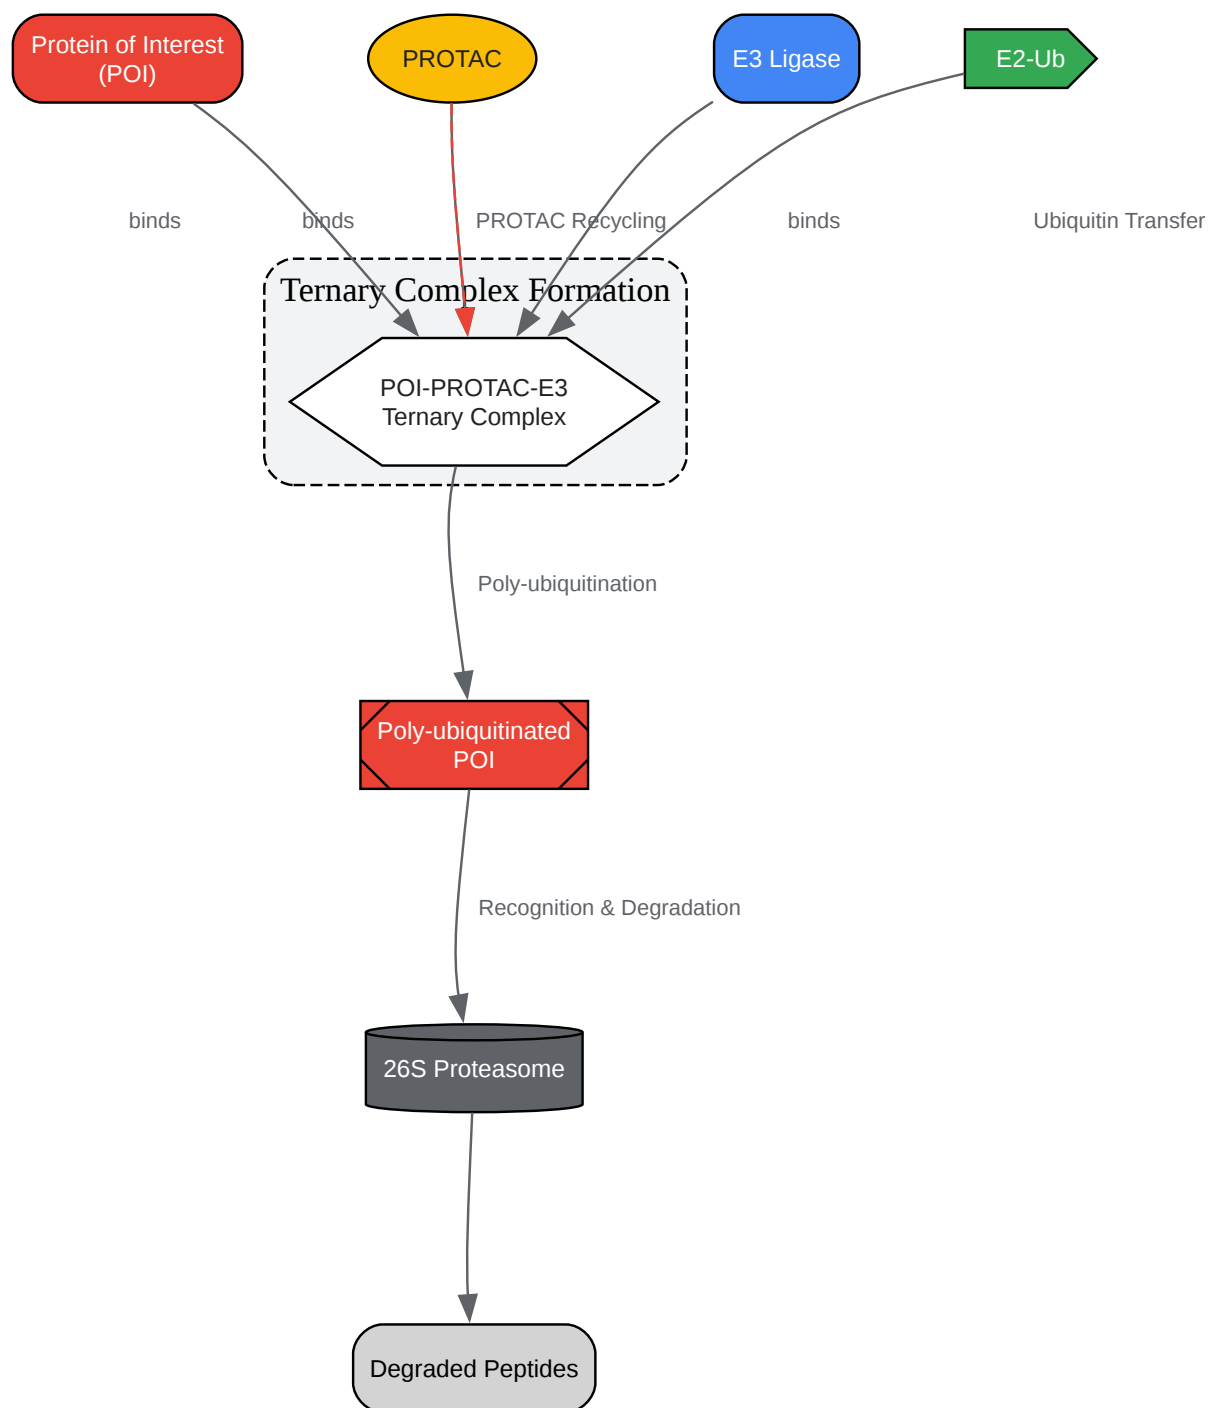 Protein of Interest
(POI)
PROTAC
E3 Ligase
E2-Ub
binds
binds
PROTAC Recycling
binds
Ubiquitin Transfer
Ternary Complex Formation
POI-PROTAC-E3
Ternary Complex
Poly-ubiquitination
Poly-ubiquitinated
POI
Recognition & Degradation
26S Proteasome
Degraded Peptides